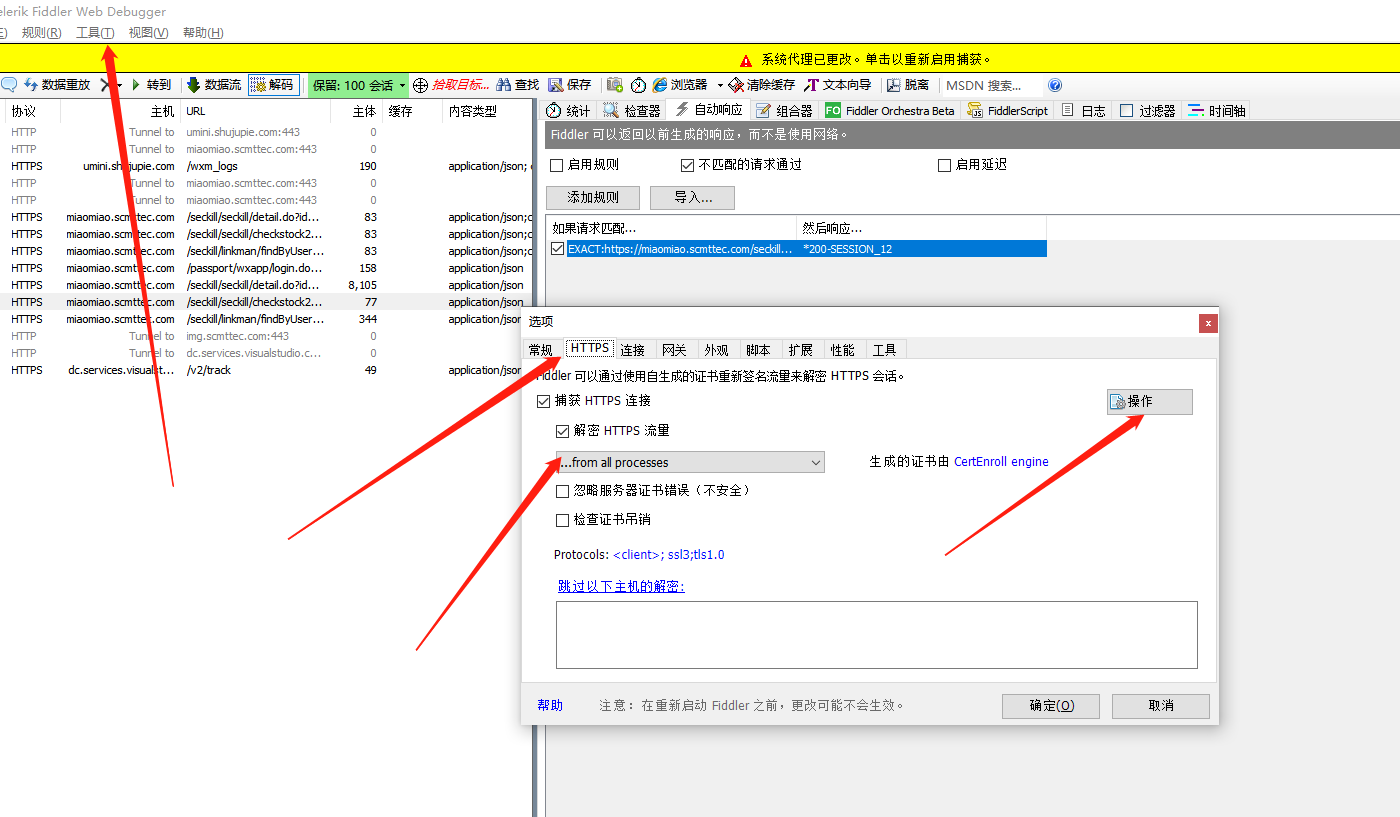 elerik Fiddler Web Debugger
E) 规则(R) 工具(T) 视图(V) 帮助(H)
系统代理已更改。单击以重新启用捕获。
数据重放 转到 数据流 解码 保留: 100 会话 拾取目标... 查找 保存 浏览器 清除缓存 文本向导 脱离 MSDN 搜索...
协议 主机 URL 主体 缓存 内容类型
HTTP Tunnel to umini.shujupie.com:443 0
HTTP Tunnel to miaomiao.scmttec.com:443 0
HTTPS umini.shujupie.com /wxm_logs 190 application/json;
HTTP Tunnel to miaomiao.scmttec.com:443 0
HTTP Tunnel to miaomiao.scmttec.com:443 0
HTTPS miaomiao.scmttec.com /seckill/seckill/detail.do?id... 83 application/json;c
HTTPS miaomiao.scmttec.com /seckill/seckill/checkstock2... 83 application/json;c
HTTPS miaomiao.scmttec.com /seckill/linkman/findByUser... 83 application/json;c
HTTPS miaomiao.scmttec.com /passport/wxapp/login.do... 158 application/json
HTTPS miaomiao.scmttec.com /seckill/seckill/detail.do?id... 8,105 application/json
HTTPS miaomiao.scmttec.com /seckill/seckill/checkstock2... 77 application/json
HTTPS miaomiao.scmttec.com /seckill/linkman/findByUser... 344 application/json
HTTP Tunnel to img.scmttec.com:443 0
HTTP Tunnel to dc.services.visualstudio.c... 0
HTTPS dc.services.visualst... /v2/track 49 application/json
统计 检查器 自动响应 组合器 FO Fiddler Orchestra Beta FiddlerScript 日志 过滤器 时间轴
Fiddler 可以返回以前生成的响应，而不是使用网络。
启用规则 不匹配的请求通过 启用延迟
添加规则 导入...
如果请求匹配... 然后响应...
EXACT:https://miaomiao.scmttec.com/seckill... *200-SESSION_12
选项
x
常规 HTTPS 连接 网关 外观 脚本 扩展 性能 工具
Fiddler 可以通过使用自生成的证书重新签名流量来解密 HTTPS 会话。
捕获 HTTPS 连接
操作
解密 HTTPS 流量
...from all processes
生成的证书由 CertEnroll engine
忽略服务器证书错误（不安全）
检查证书吊销
Protocols: <client>; ssl3;tls1.0
跳过以下主机的解密:
帮助 注意：在重新启动 Fiddler 之前，更改可能不会生效。 确定(O) 取消